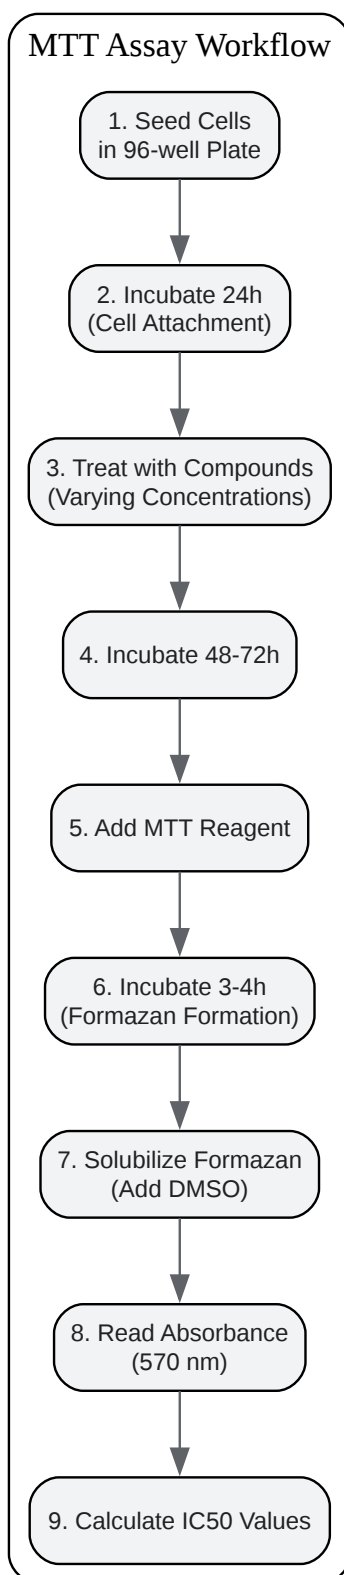 MTT Assay Workflow
1. Seed Cells
in 96-well Plate
2. Incubate 24h
(Cell Attachment)
3. Treat with Compounds
(Varying Concentrations)
4. Incubate 48-72h
5. Add MTT Reagent
6. Incubate 3-4h
(Formazan Formation)
7. Solubilize Formazan
(Add DMSO)
8. Read Absorbance
(570 nm)
9. Calculate IC50 Values